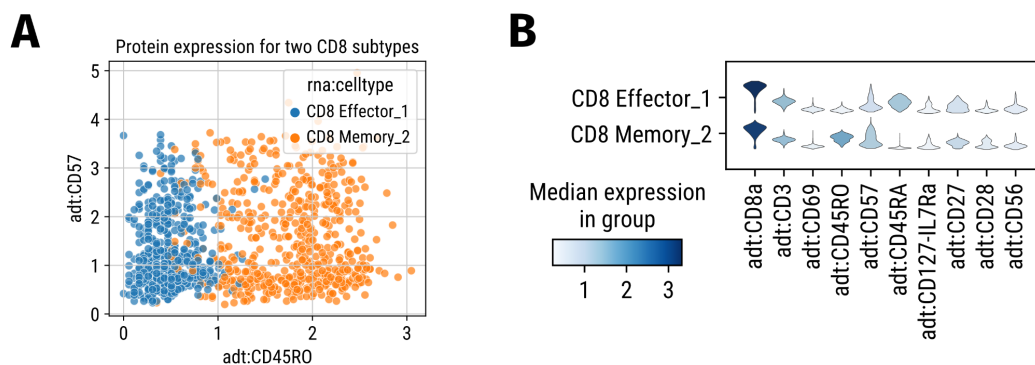 A
Protein expression for two CD8 subtypes
rna:celltype
CD8 Effector_1
CD8 Memory_2
adt:CD57
5
4
3
2
1
0
0 1 2 3
adt:CD45RO
B
CD8 Effector_1
CD8 Memory_2
Median expression
in group
1 2 3
adt:CD8a
adt:CD3
adt:CD69
adt:CD45RO
adt:CD57
adt:CD45RA
adt:CD127-IL7Ra
adt:CD27
adt:CD28
adt:CD56